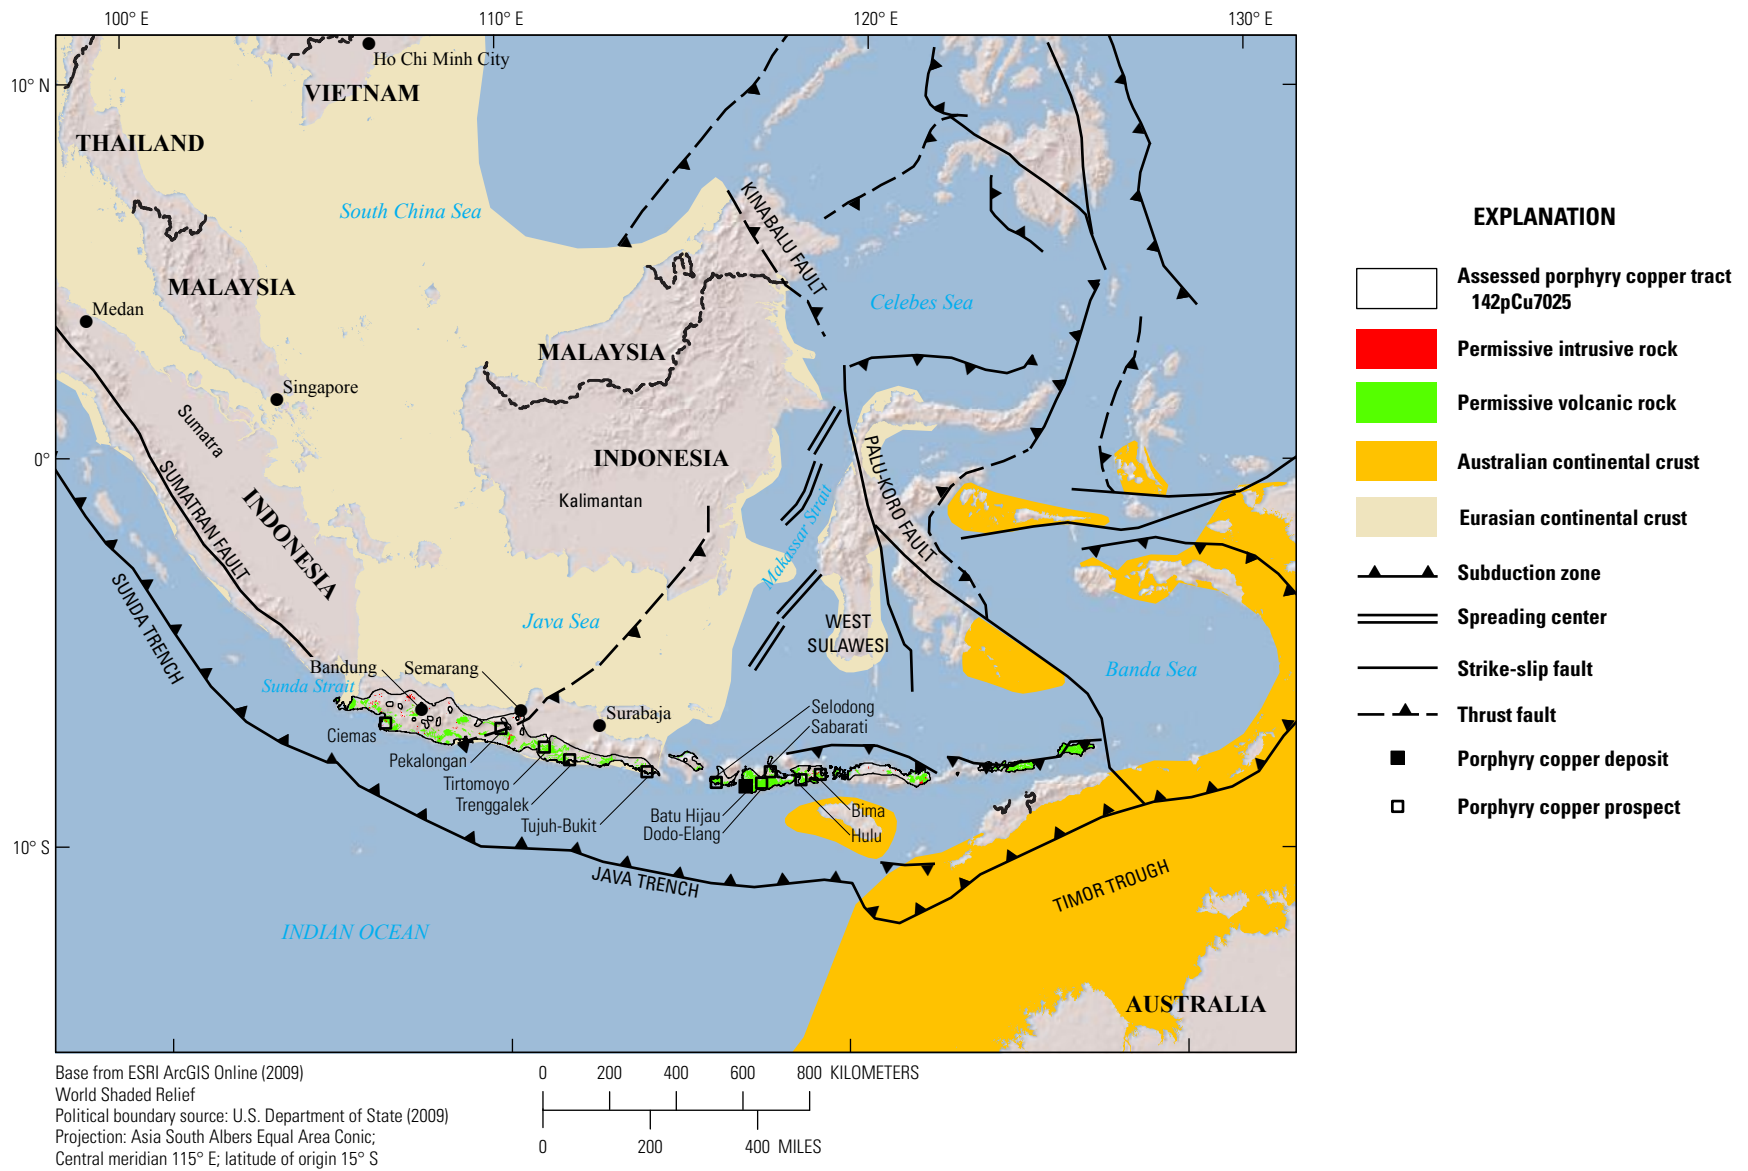 100° E
110° E
120° E
130° E
10° N
0°
10° S
Ho Chi Minh City
VIETNAM
THAILAND
South China Sea
KINABALU FAULT
MALAYSIA
Medan
Celebes Sea
MALAYSIA
Singapore
Sumatra
INDONESIA
Kalimantan
SUMATRAN FAULT
INDONESIA
PALU-KORO FAULT
Makassar Strait
SUNDA TRENCH
Java Sea
WEST
SULAWESI
Banda Sea
Bandung
Semarang
Sunda Strait
Surabaja
Selodong
Sabarati
Ciemas
Pekalongan
Tirtomoyo
Trenggalek
Tujuh-Bukit
Batu Hijau
Dodo-Elang
Bima
Hulu
JAVA TRENCH
TIMOR TROUGH
INDIAN OCEAN
AUSTRALIA
EXPLANATION
Assessed porphyry copper tract
142pCu7025
Permissive intrusive rock
Permissive volcanic rock
Australian continental crust
Eurasian continental crust
Subduction zone
Spreading center
Strike-slip fault
Thrust fault
Porphyry copper deposit
Porphyry copper prospect
Base from ESRI ArcGIS Online (2009)
World Shaded Relief
Political boundary source: U.S. Department of State (2009)
Projection: Asia South Albers Equal Area Conic;
Central meridian 115° E; latitude of origin 15° S
0 200 400 600 800 KILOMETERS
0 200 400 MILES